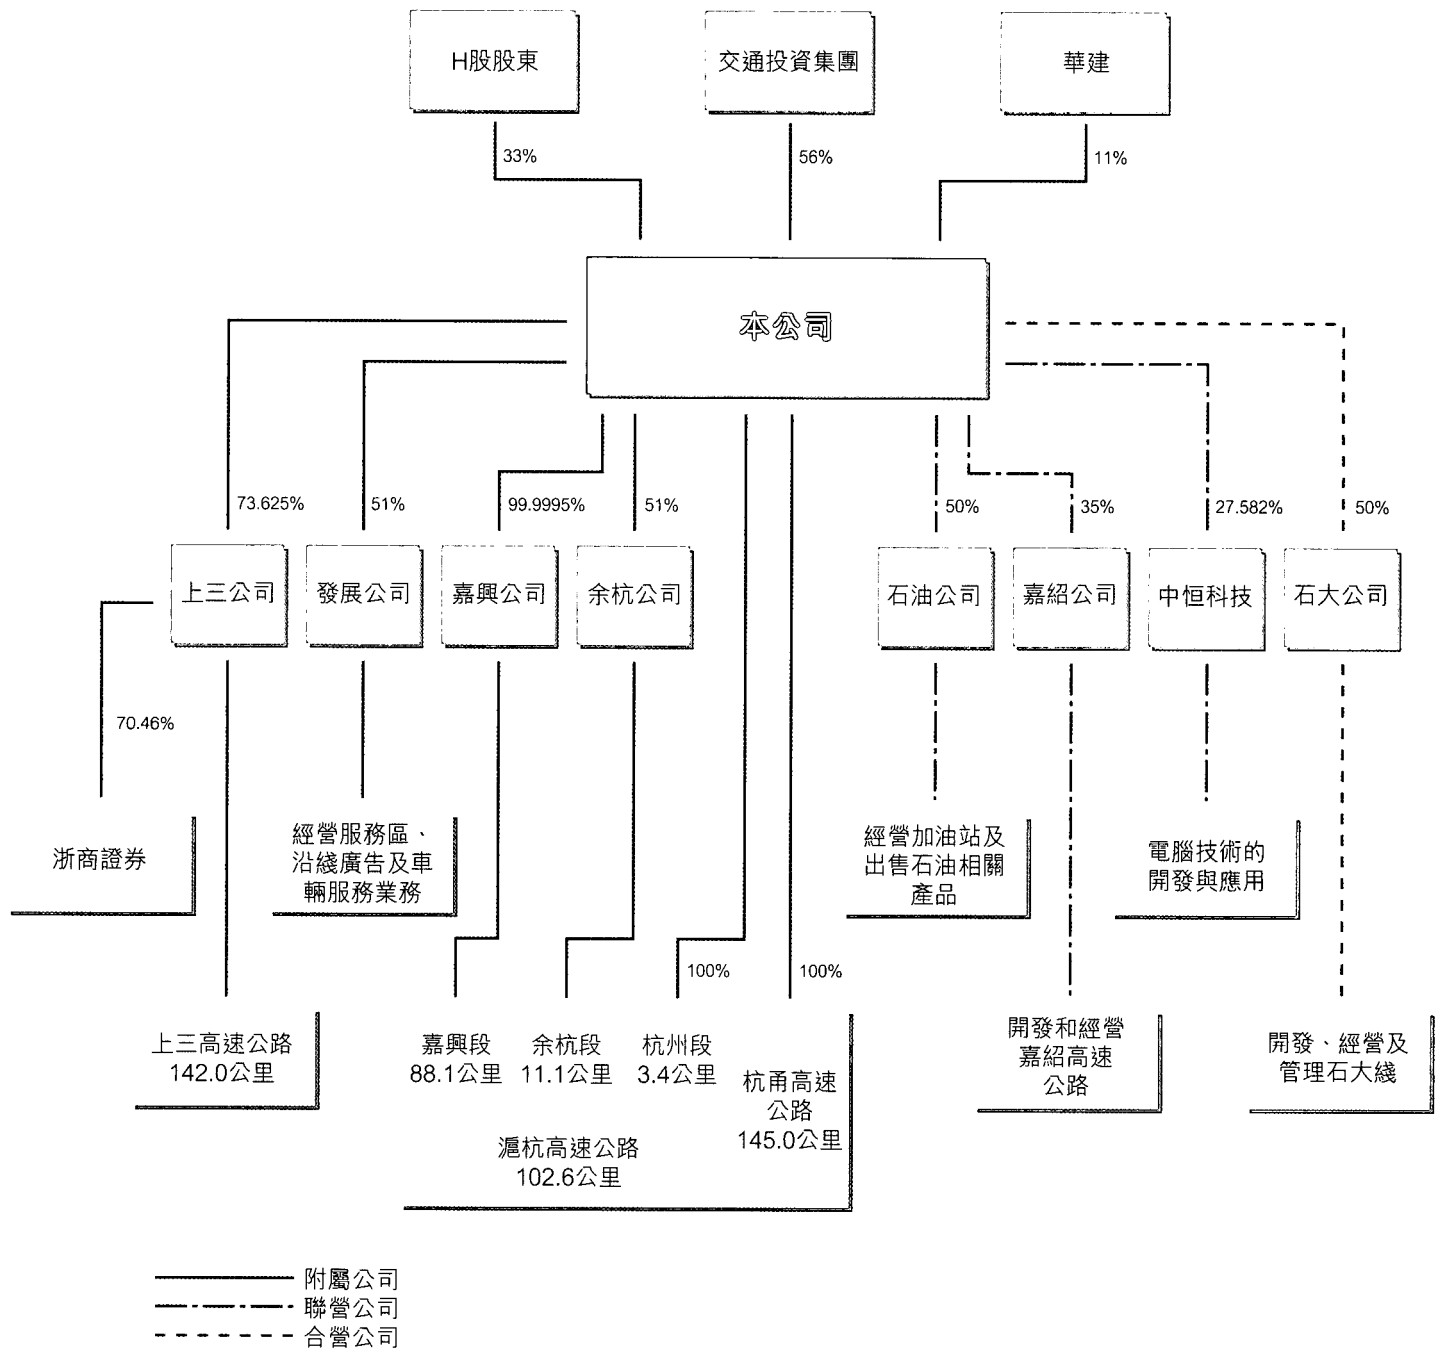 H股股東
交通投資集團
華建
33%
56%
11%
本公司
73.625%
51%
99.9995%
51%
50%
35%
27.582%
50%
上三公司
發展公司
嘉興公司
余杭公司
石油公司
嘉紹公司
中恒科技
石大公司
70.46%
浙商證券
經營服務區、
沿綫廣告及車
輛服務業務
經營加油站及
出售石油相關
產品
電腦技術的
開發與應用
100%
100%
上三高速公路
142.0公里
嘉興段
88.1公里
余杭段
11.1公里
杭州段
3.4公里
杭甬高速
公路
145.0公里
滬杭高速公路
102.6公里
開發和經營
嘉紹高速
公路
開發、經營及
管理石大綫
附屬公司
聯營公司
合營公司